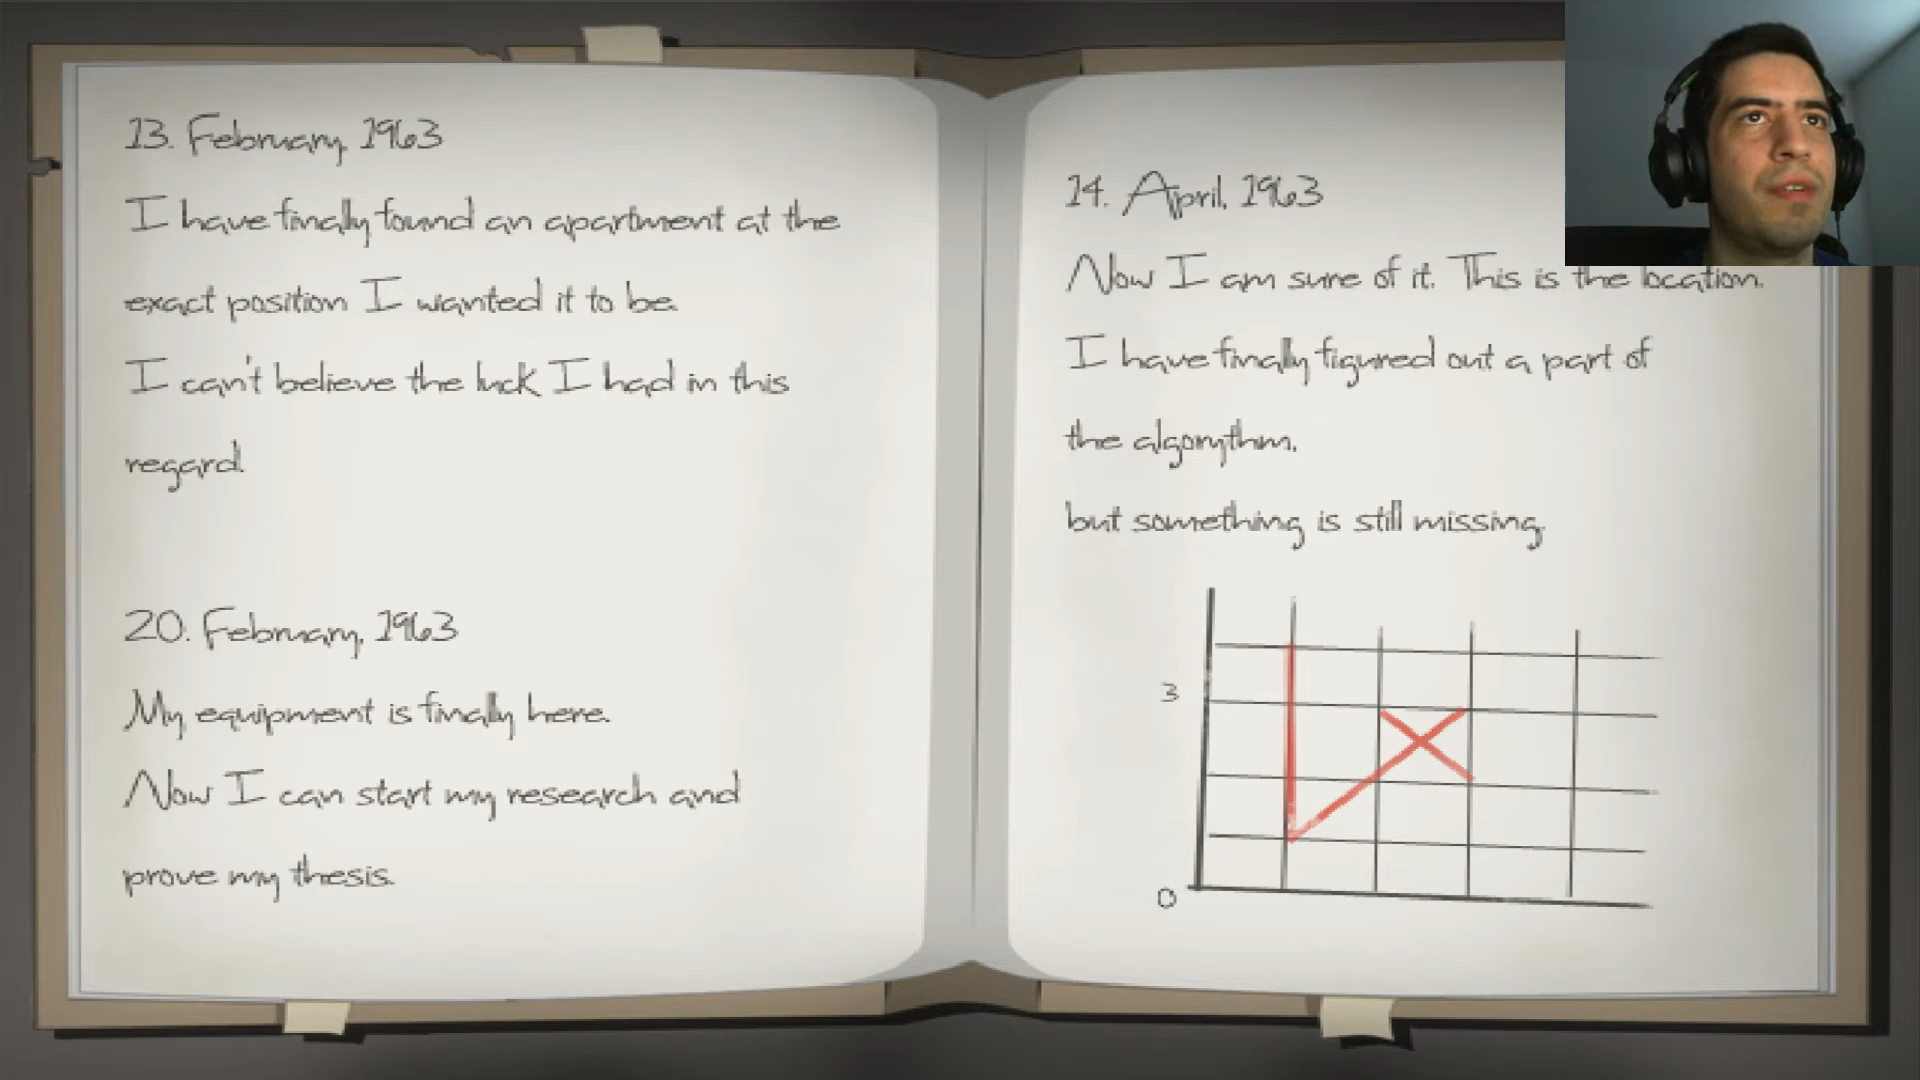 13. February, 1963
I have finally found an apartment at the
exact position I wanted it to be.
I can't believe the luck I had in this
regard.
20. February, 1963
My equipment is finally here.
Now I can start my research and
prove my thesis.
14. April, 1963
Now I am sure of it. This is the location.
I have finally figured out a part of
the algorythm.
but something is still missing.
3
0